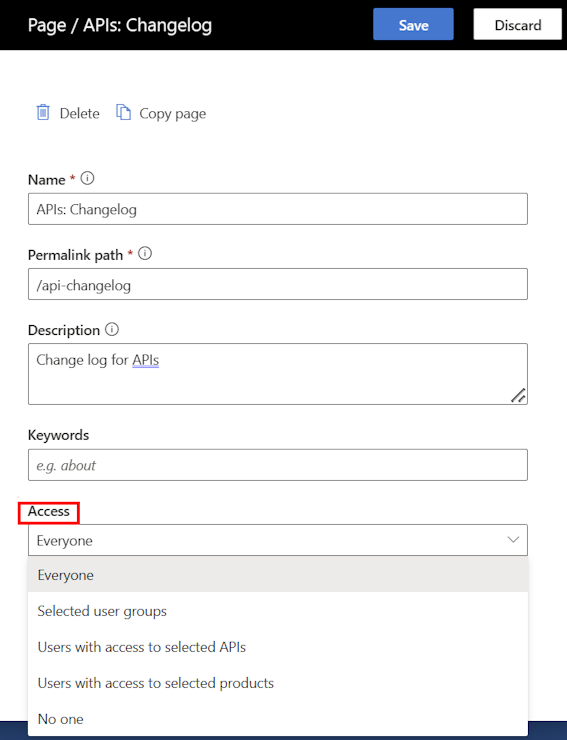 Page / APIs: Changelog
Save
Discard
Delete
Copy page
Name *
APIs: Changelog
Permalink path *
/api-changelog
Description
Change log for APIs
Keywords
e.g. about
Access
Everyone
Everyone
Selected user groups
Users with access to selected APIs
Users with access to selected products
No one